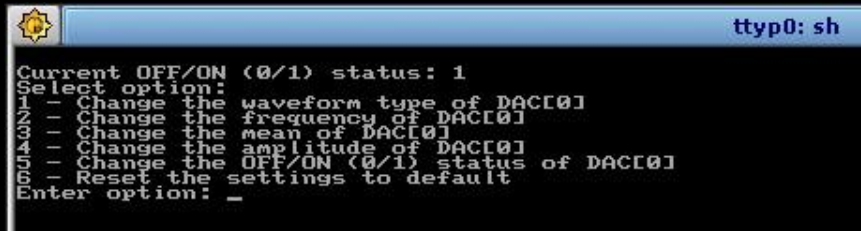 ttyp0: sh
Current OFF/ON (0/1) status: 1
Select option:
1 - Change the waveform type of DAC[0]
2 - Change the frequency of DAC[0]
3 - Change the mean of DAC[0]
4 - Change the amplitude of DAC[0]
5 - Change the OFF/ON (0/1) status of DAC[0]
6 - Reset the settings to default
Enter option: _